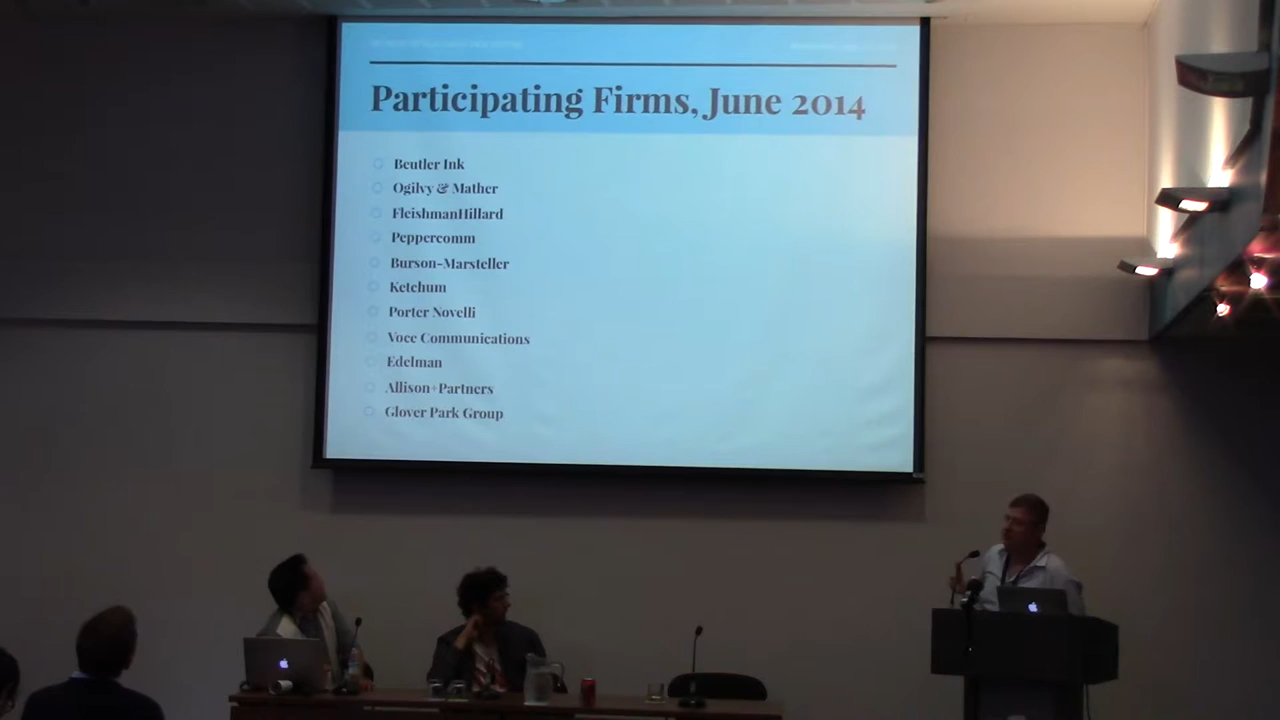 Participating Firms, June 2014
Beutler Ink
Ogilvy & Mather
FleishmanHillard
Peppercomm
Burson-Marsteller
Ketchum
Porter Novelli
Voce Communications
Edelman
Allison+Partners
Glover Park Group